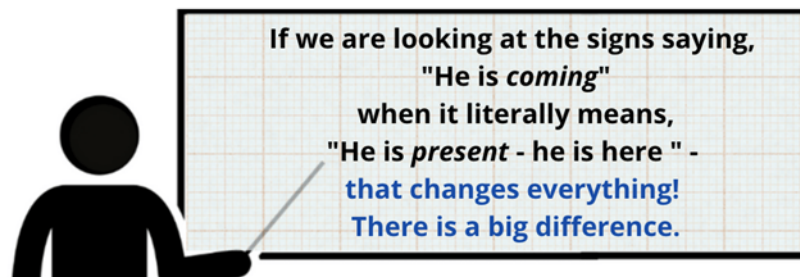 If we are looking at the signs saying,
"He is coming"
when it literally means,
"He is present - he is here " -
that changes everything!
There is a big difference.